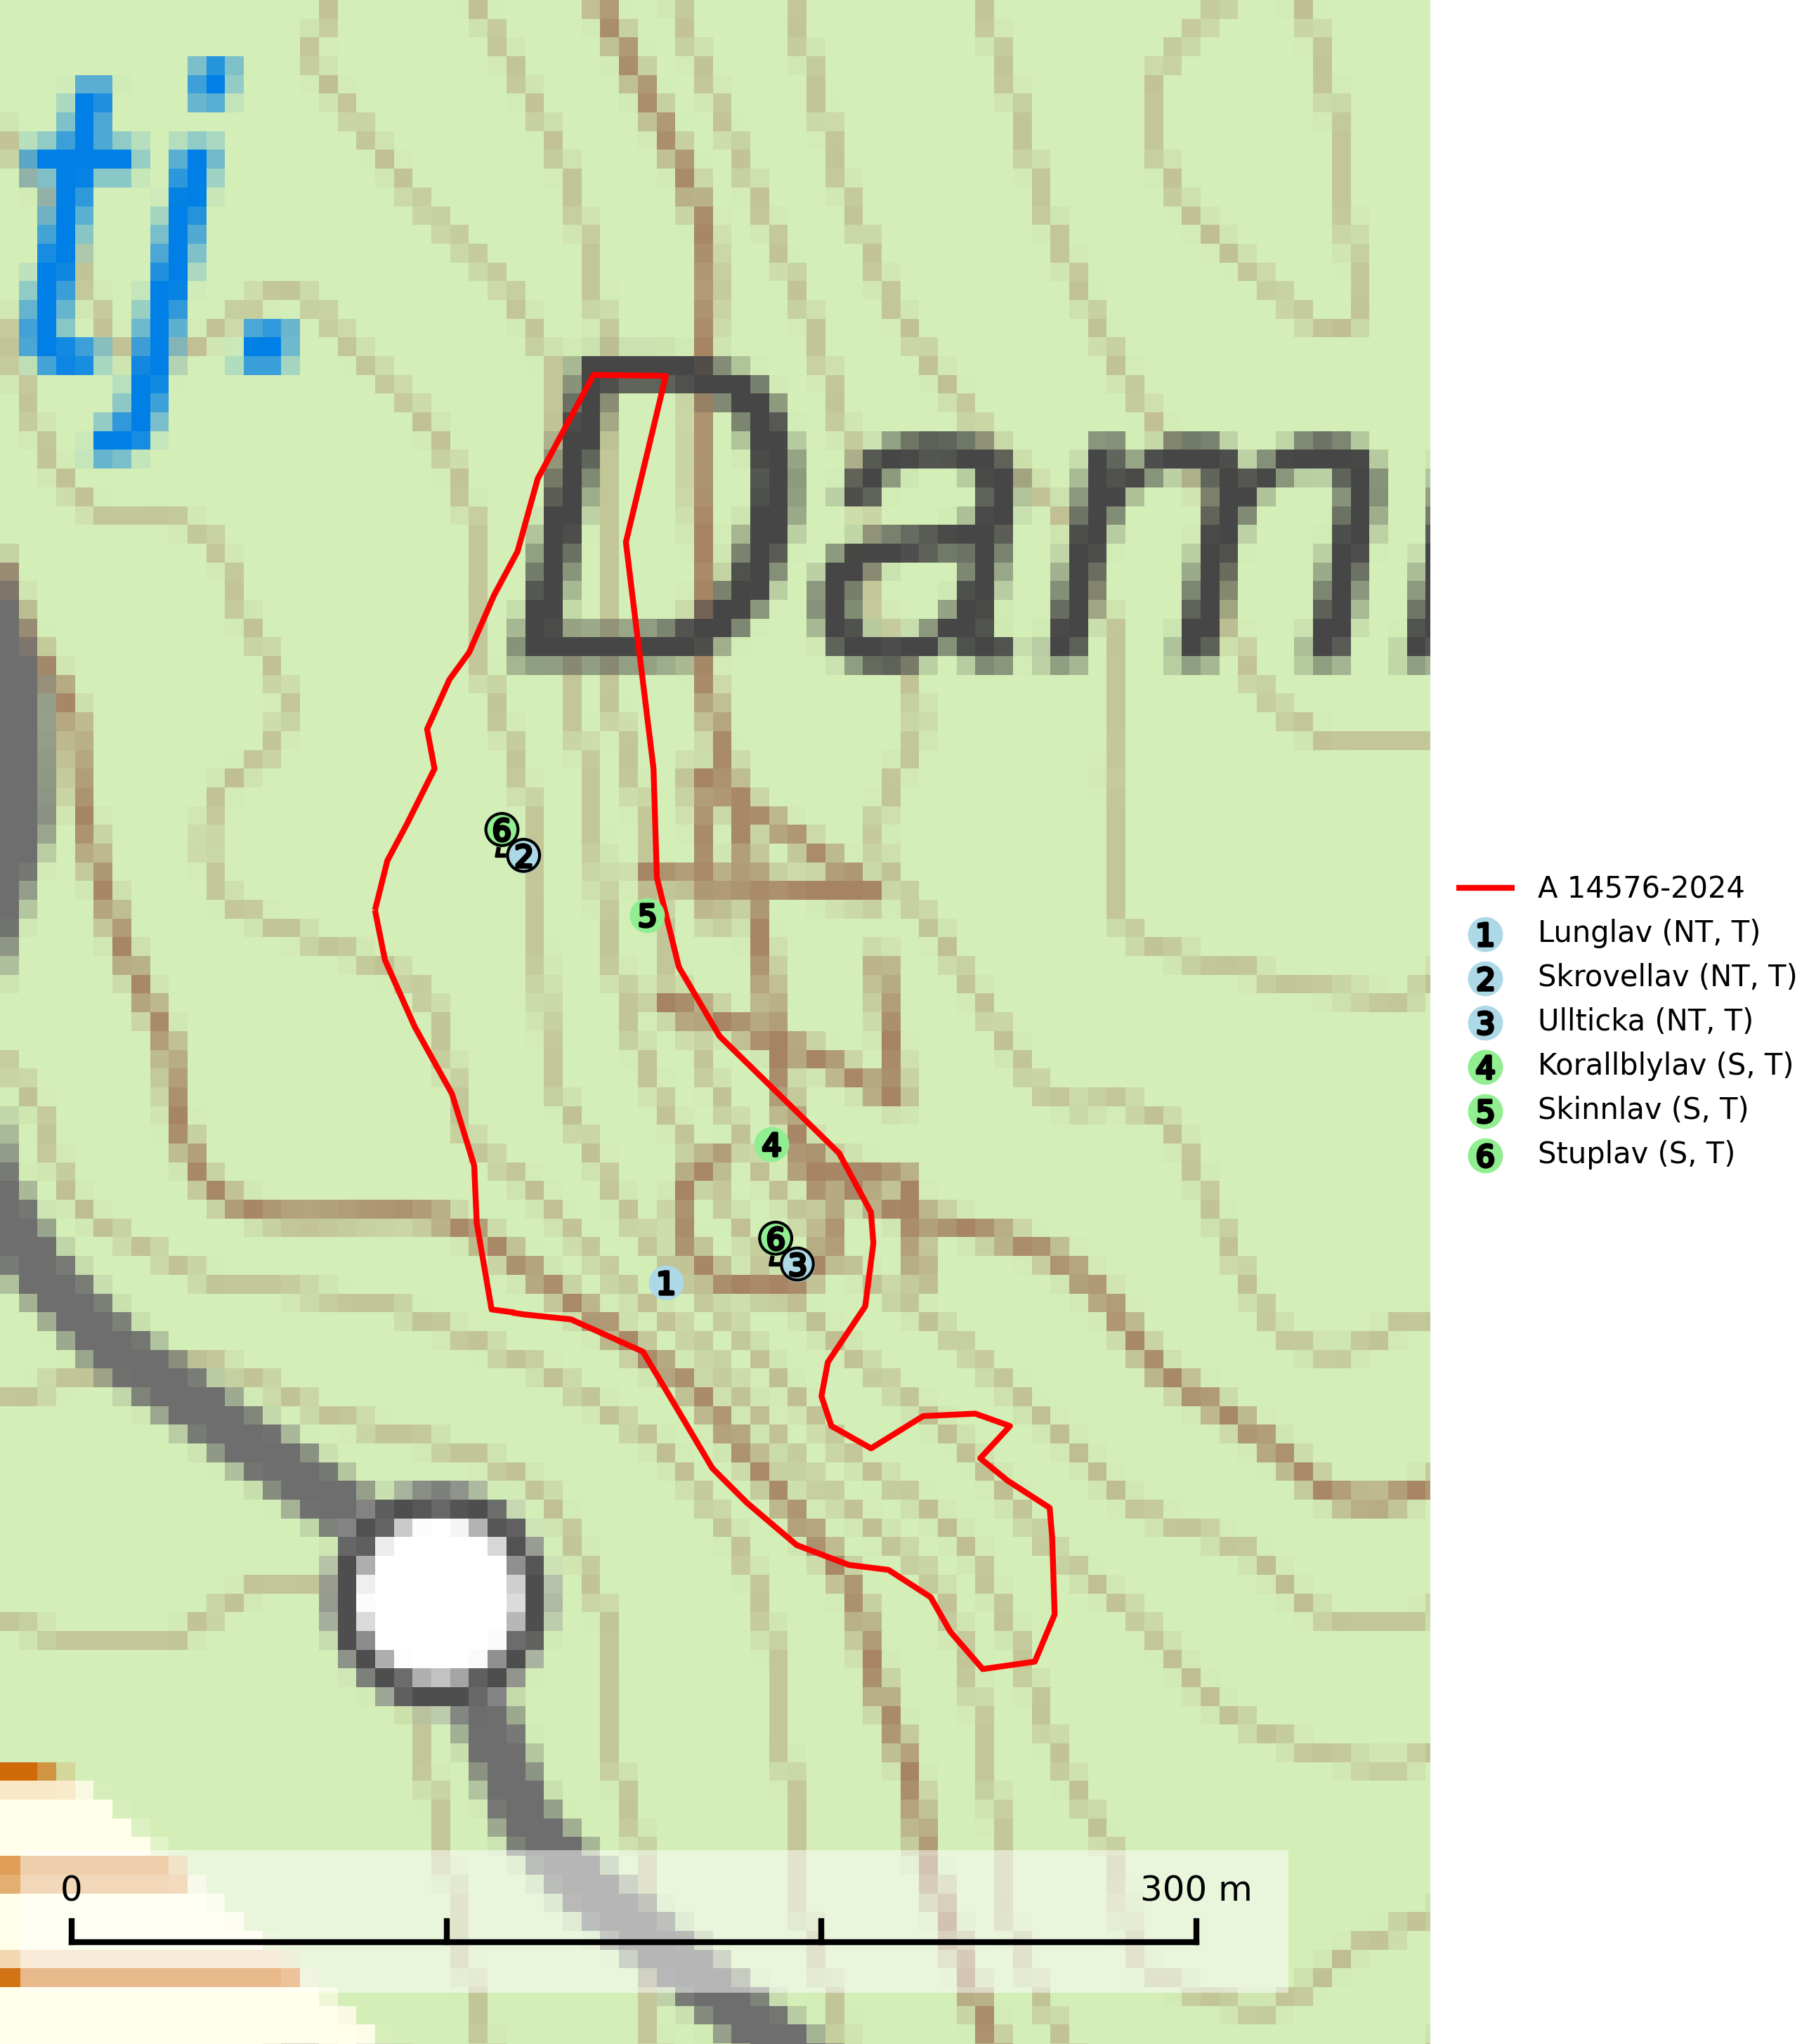 tj.
Dam
6
2
5
4
6
3
1
0
300 m
A 14576-2024
1 Lunglav (NT, T)
2 Skrovellav (NT, T)
3 Ullticka (NT, T)
4 Korallblylav (S, T)
5 Skinnlav (S, T)
6 Stuplav (S, T)